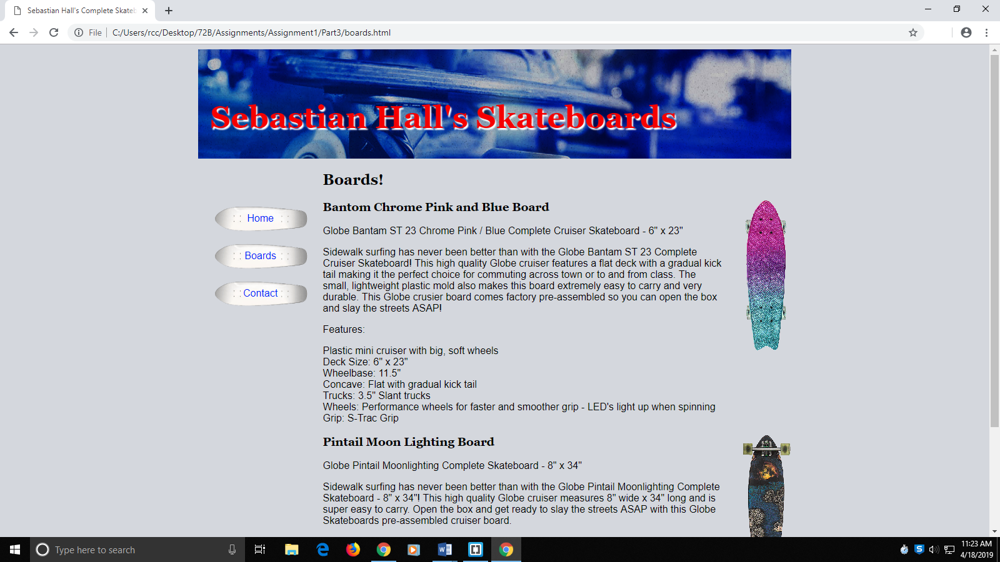 Sebastian Hall's Complete Skateb
File
C:/Users/rcc/Desktop/72B/Assignments/Assignment1/Part3/boards.html
Sebastian Hall's Skateboards
Home
Boards
Contact
Boards!
Bantom Chrome Pink and Blue Board
Globe Bantam ST 23 Chrome Pink / Blue Complete Cruiser Skateboard - 6" x 23"
Sidewalk surfing has never been better than with the Globe Bantam ST 23 Complete
Cruiser Skateboard! This high quality Globe cruiser features a flat deck with a gradual kick
tail making it the perfect choice for commuting across town or to and from class. The
small, lightweight plastic mold also makes this board extremely easy to carry and very
durable. This Globe crusier board comes factory pre-assembled so you can open the box
and slay the streets ASAP!
Features:
Plastic mini cruiser with big, soft wheels
Deck Size: 6" x 23"
Wheelbase: 11.5"
Concave: Flat with gradual kick tail
Trucks: 3.5" Slant trucks
Wheels: Performance wheels for faster and smoother grip - LED's light up when spinning
Grip: S-Trac Grip
Pintail Moon Lighting Board
Globe Pintail Moonlighting Complete Skateboard - 8" x 34"
Sidewalk surfing has never been better than with the Globe Pintail Moonlighting Complete
Skateboard - 8" x 34"! This high quality Globe cruiser measures 8" wide x 34" long and is
super easy to carry. Open the box and get ready to slay the streets ASAP with this Globe
Skateboards pre-assembled cruiser board.
Type here to search
11:23 AM
4/18/2019